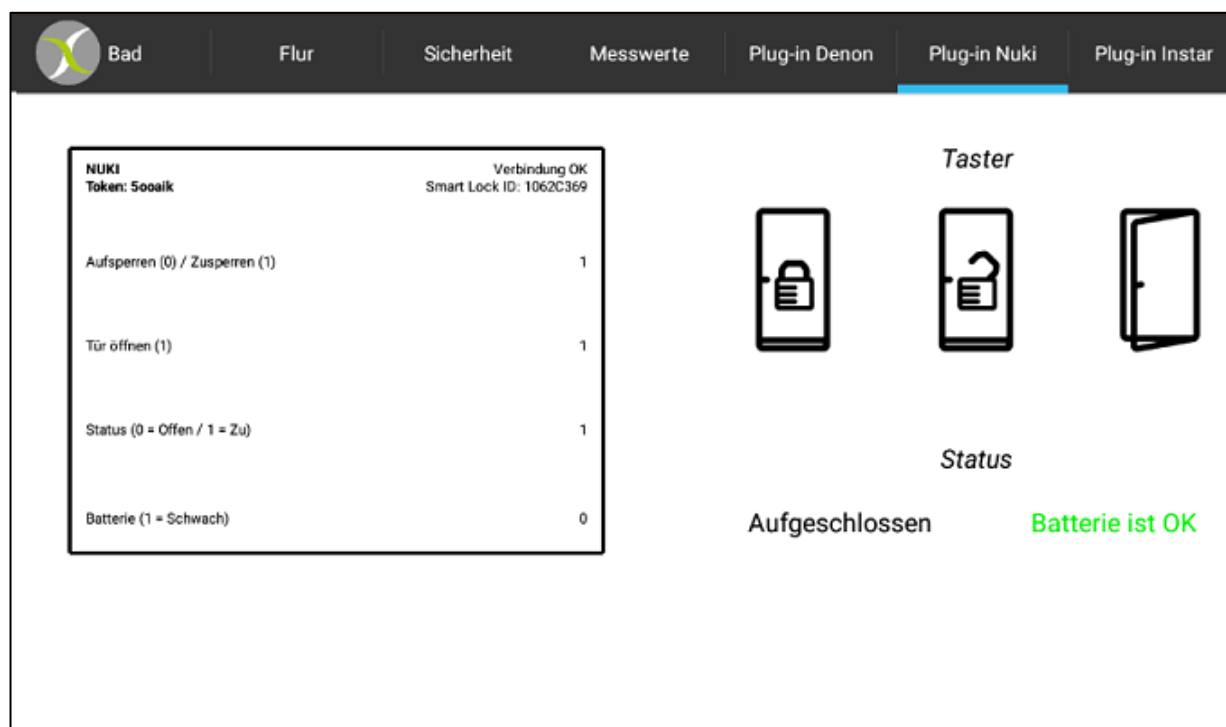 Bad Flur Sicherheit Messwerte Plug-in Denon Plug-in Nuki Plug-in Instar
NUKI Verbindung OK
Token: 5ooaik Smart Lock ID: 1062C369
Aufsperren (0) / Zusperren (1) 1
Tür öffnen (1) 1
Status (0 = Offen / 1 = Zu) 1
Batterie (1 = Schwach) 0
Taster
Status
Aufgeschlossen Batterie ist OK